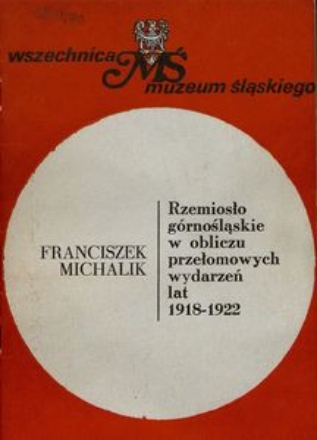 wszechnica
MŚ
muzeum śląskiego
FRANCISZEK
MICHALIK
Rzemiosło
górnośląskie
w obliczu
przełomowych
wydarzeń
lat
1918-1922